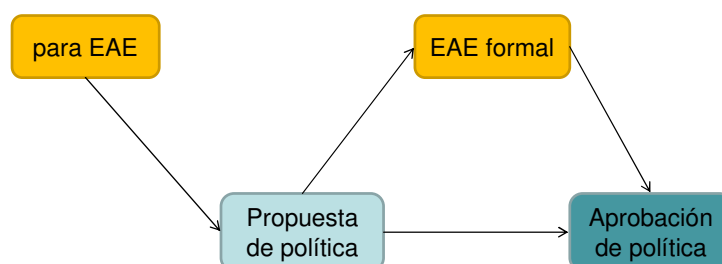 para EAE
EAE formal
Propuesta
de política
Aprobación
de política